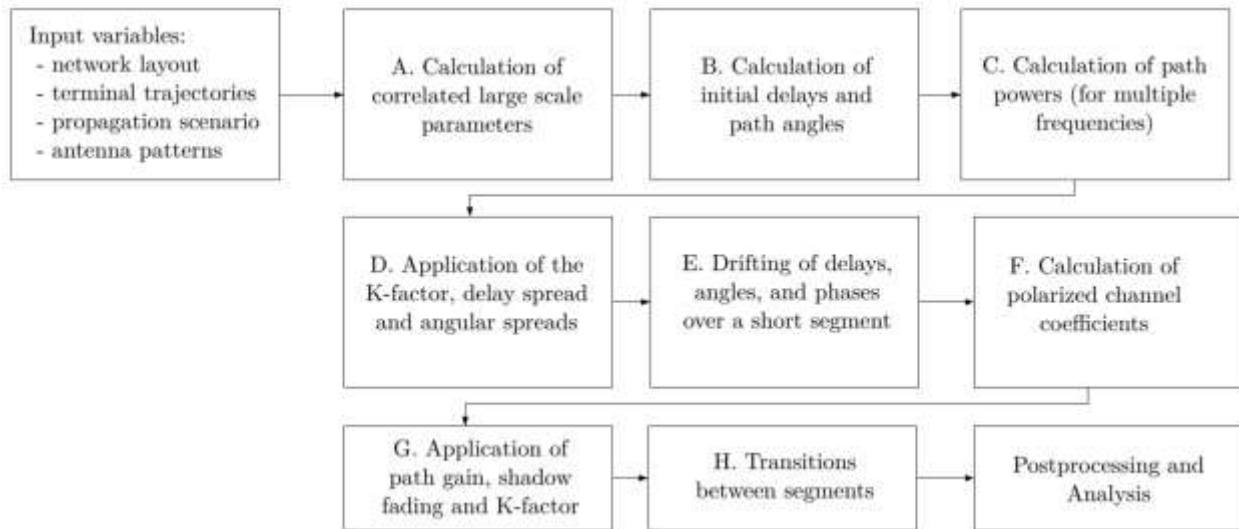 Input variables:
- network layout
- terminal trajectories
- propagation scenario
- antenna patterns
A. Calculation of
correlated large scale
parameters
B. Calculation of
initial delays and
path angles
C. Calculation of path
powers (for multiple
frequencies)
D. Application of the
K-factor, delay spread
and angular spreads
E. Drifting of delays,
angles, and phases
over a short segment
F. Calculation of
polarized channel
coefficients
G. Application of
path gain, shadow
fading and K-factor
H. Transitions
between segments
Postprocessing and
Analysis